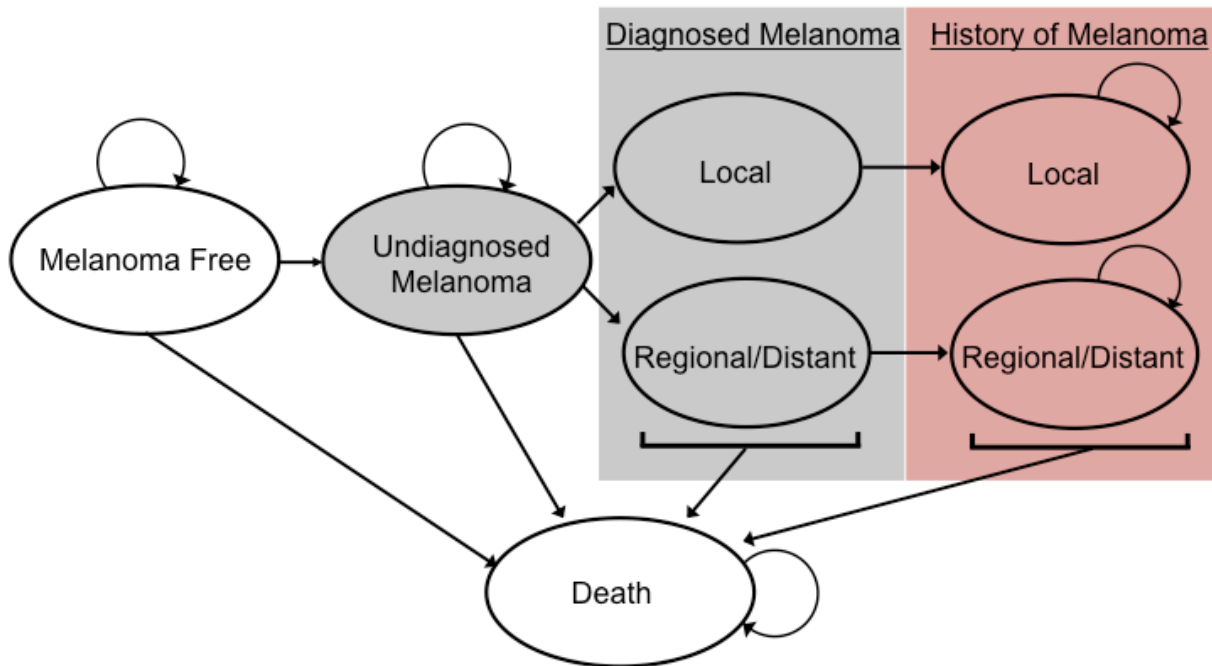 Diagnosed Melanoma
History of Melanoma
Local
Local
Melanoma Free
Undiagnosed
Melanoma
Regional/Distant
Regional/Distant
Death